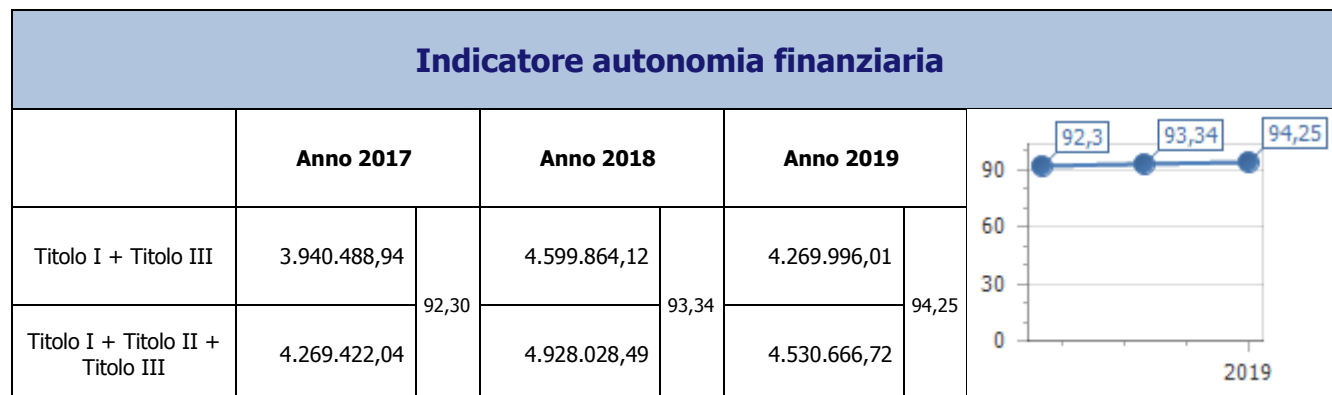 Indicatore autonomia finanziaria
Anno 2017 Anno 2018 Anno 2019
Titolo I + Titolo III 3.940.488,94 4.599.864,12 4.269.996,01
92,30 93,34 94,25
Titolo I + Titolo II +
Titolo III 4.269.422,04 4.928.028,49 4.530.666,72
92,3 93,34 94,25
90
60
30
0
2019